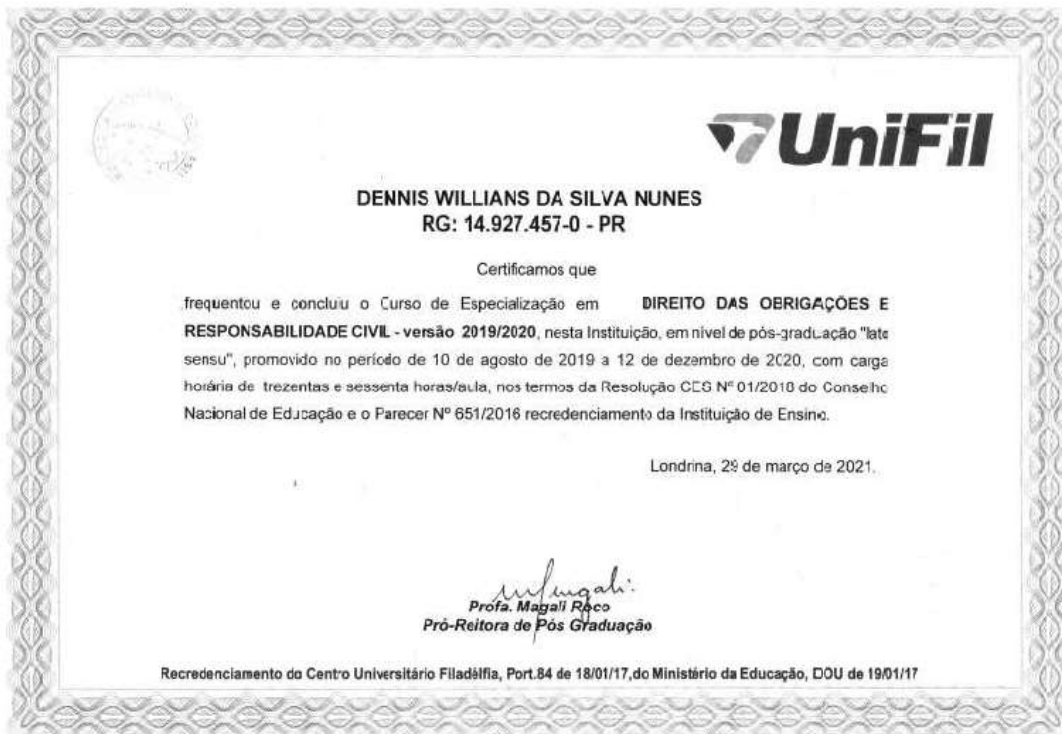 UniFil
DENNIS WILLIANS DA SILVA NUNES
RG: 14.927.457-0 - PR
Certificamos que
frequentou e concluiu o Curso de Especialização em DIREITO DAS OBRIGAÇÕES E
RESPONSABILIDADE CIVIL - versão 2019/2020, nesta Instituição, em nível de pós-graduação "lato
sensu", promovido no período de 10 de agosto de 2019 a 12 de dezembro de 2020, com carga
horária de trezentas e sessenta horas/aula, nos termos da Resolução CES Nº 01/2018 do Conselho
Nacional de Educação e o Parecer Nº 651/2016 recredenciamento da Instituição de Ensino.
Londrina, 29 de março de 2021.
Profa. Magali Roco
Pró-Reitora de Pós Graduação
Recredenciamento do Centro Universitário Filadélfia, Port.84 de 18/01/17,do Ministério da Educação, DOU de 19/01/17